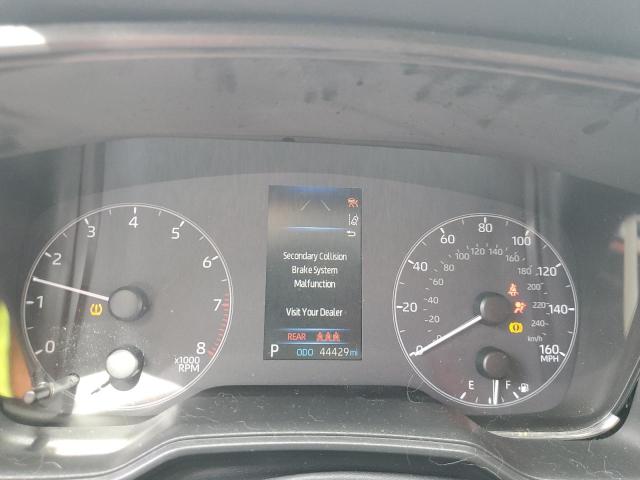 0 1 2 3 4 5 6 7 8
x1000
RPM
Secondary Collision
Brake System
Malfunction
Visit Your Dealer
REAR
P ODO 44429 mi
0 20 40 60 80 100 120 140 160
MPH
0 20 40 60 80 100 120 140 160 180 200 220 240
km/h
E F